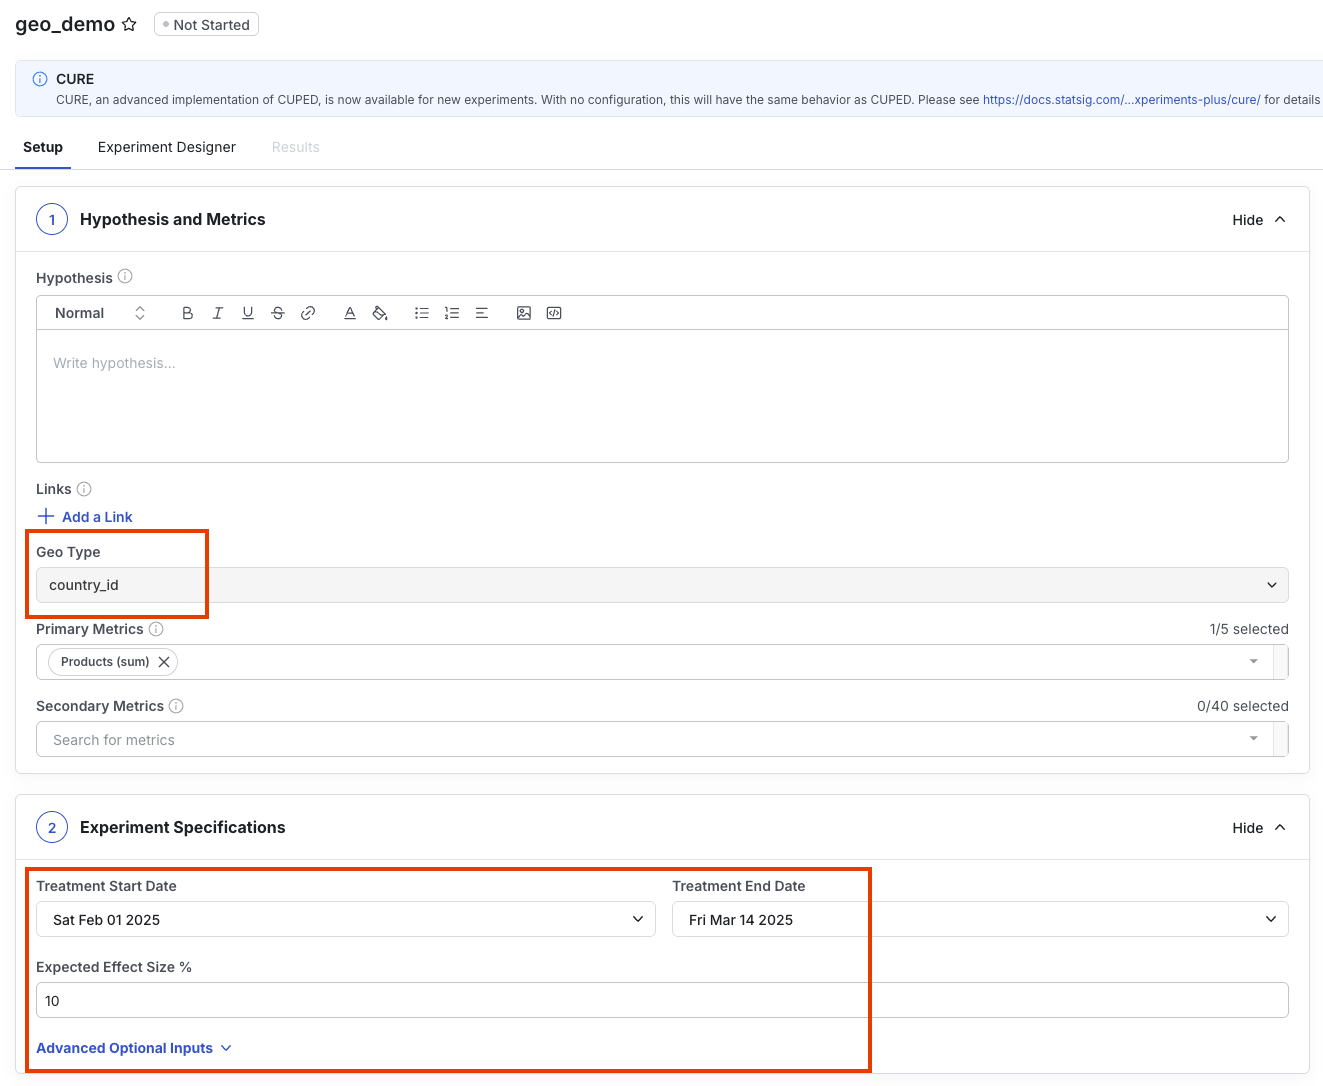 geo_demo
Not Started
CURE
CURE, an advanced implementation of CUPED, is now available for new experiments. With no configuration, this will have the same behavior as CUPED. Please see https://docs.statsig.com/...xperiments-plus/cure/ for details
Setup Experiment Designer Results
1 Hypothesis and Metrics Hide
Hypothesis
Normal
Write hypothesis...
Links
Add a Link
Geo Type
country_id
Primary Metrics 1/5 selected
Products (sum)
Secondary Metrics 0/40 selected
Search for metrics
2 Experiment Specifications Hide
Treatment Start Date Treatment End Date
Sat Feb 01 2025 Fri Mar 14 2025
Expected Effect Size %
10
Advanced Optional Inputs